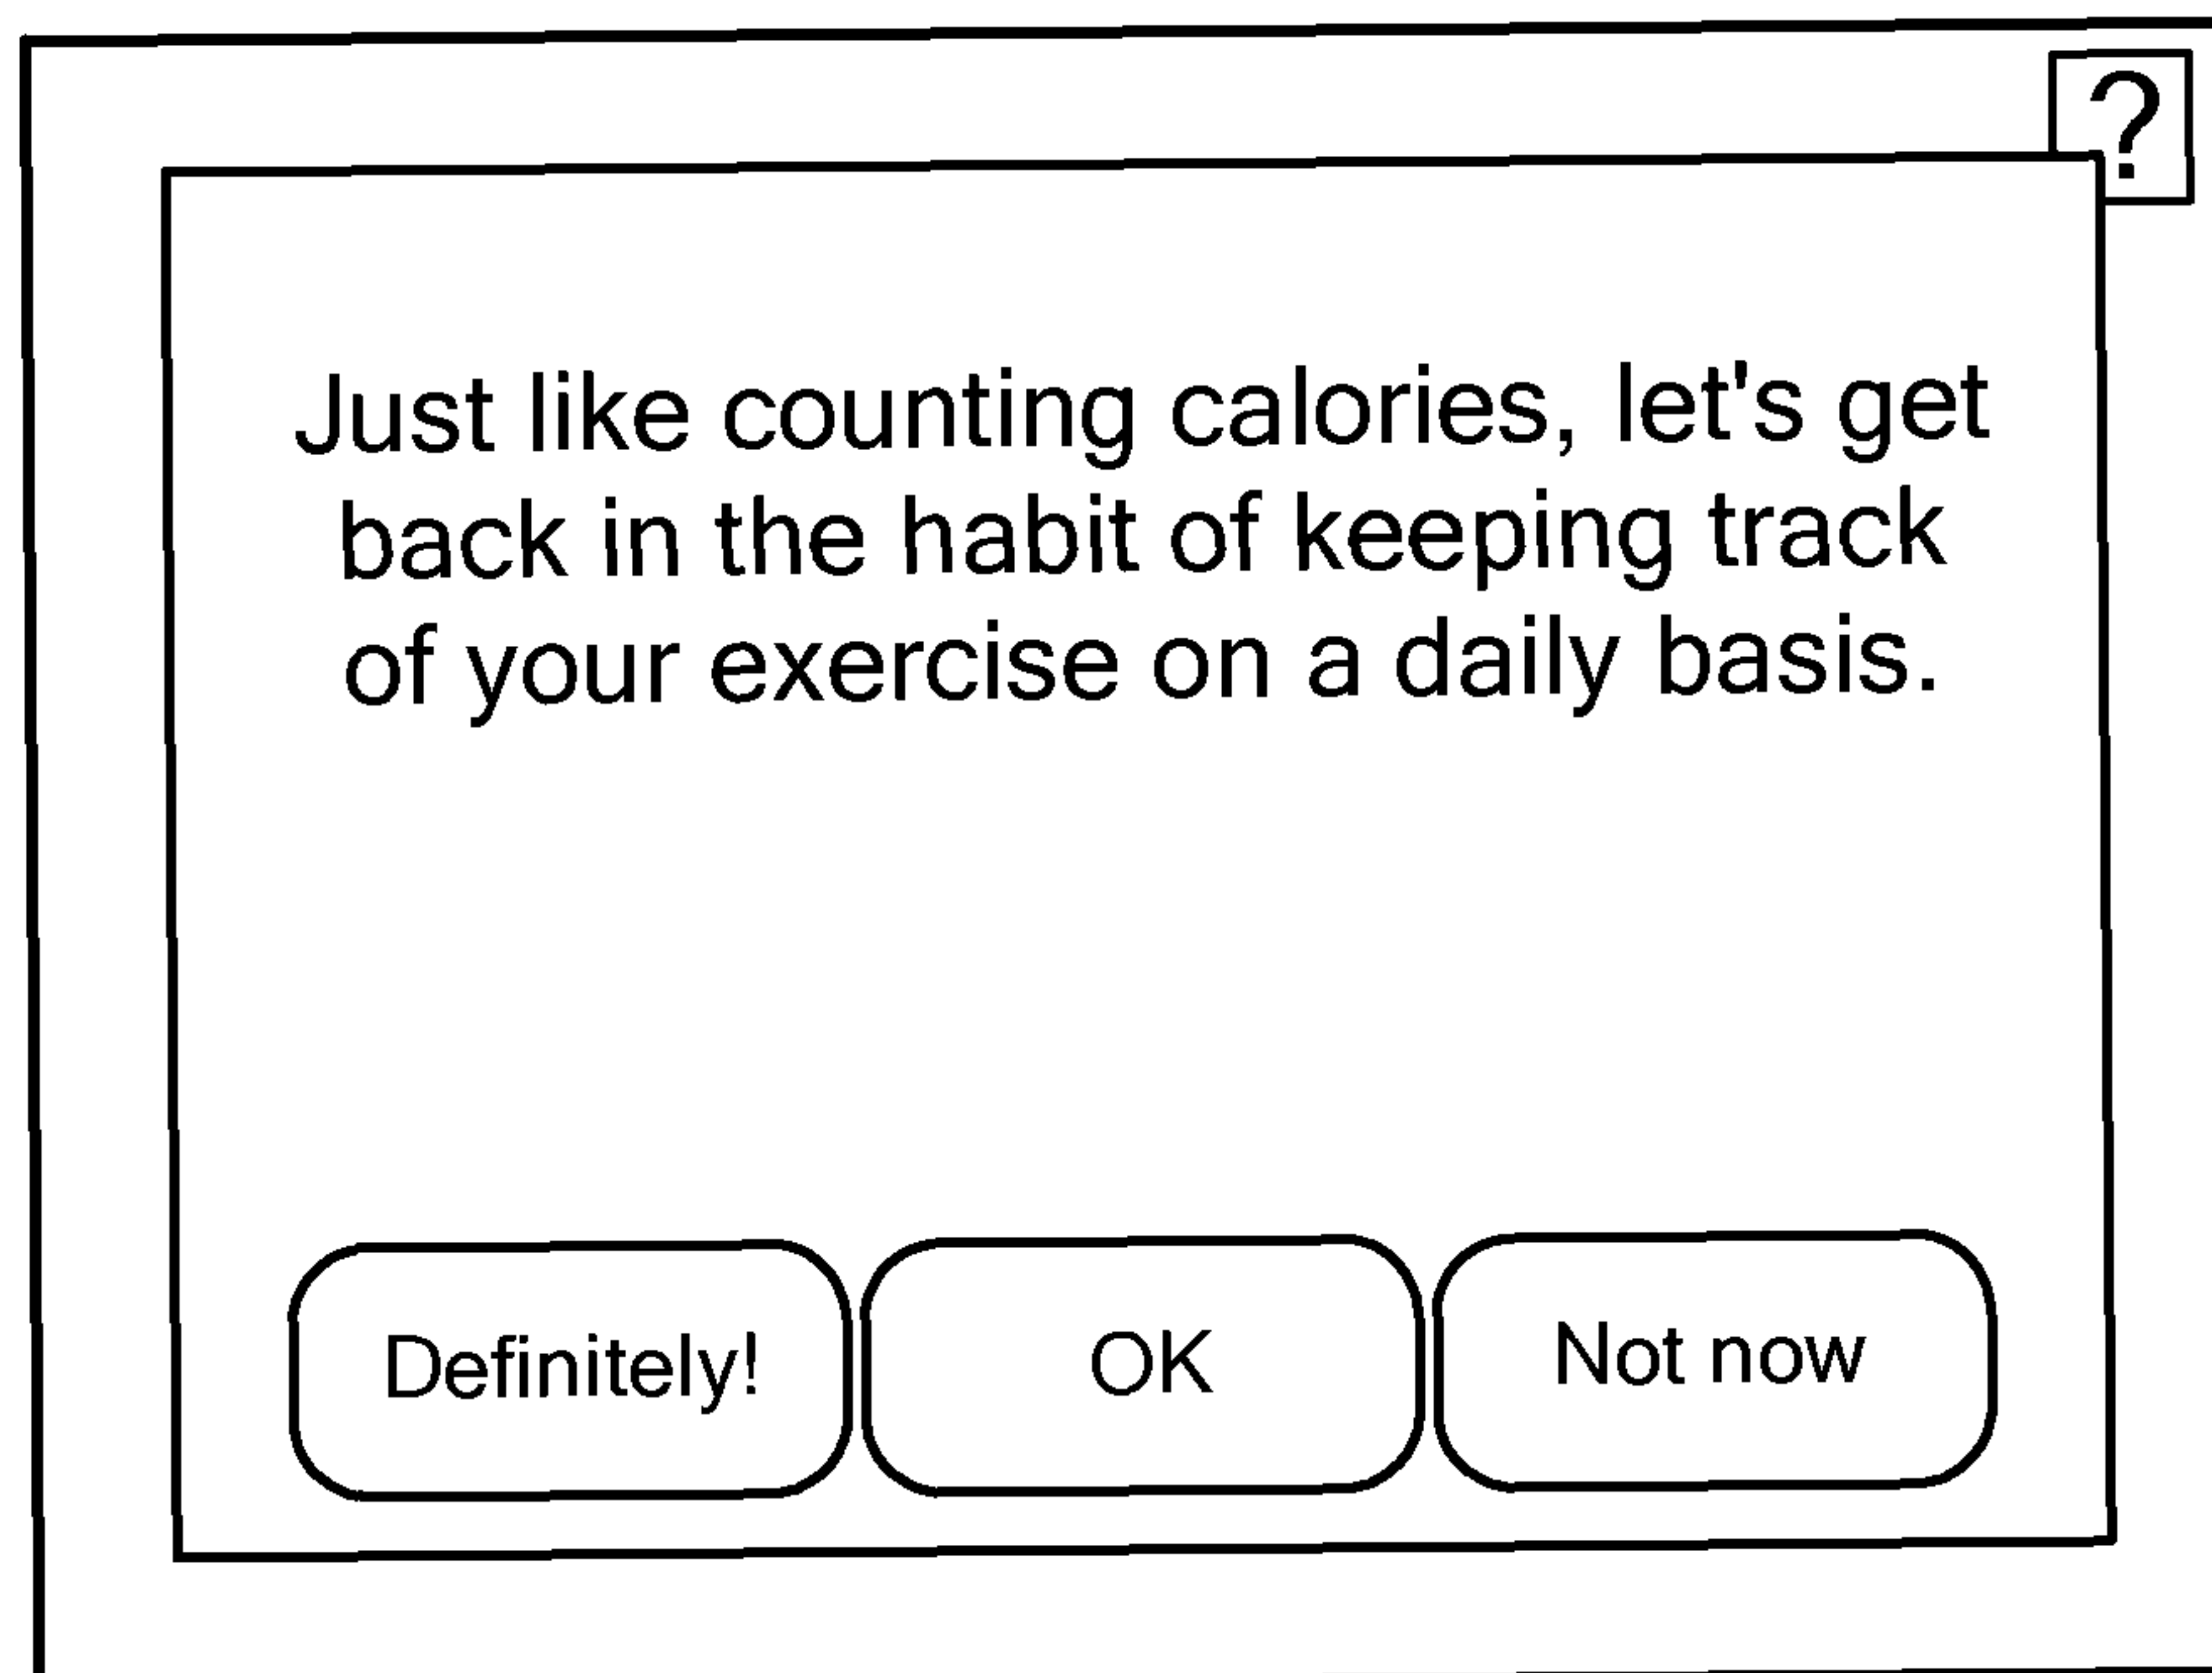 ?
Just like counting calories, let's get
back in the habit of keeping track
of your exercise on a daily basis.
Definitely!
OK
Not now